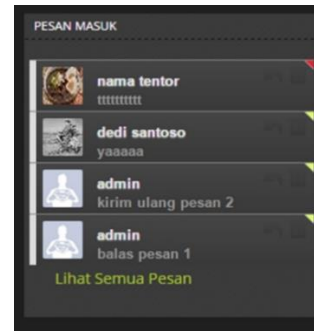 PESAN MASUK
nama tentor
tttttttttt
dedi santoso
yaaaaa
admin
kirim ulang pesan 2
admin
balas pesan 1
Lihat Semua Pesan